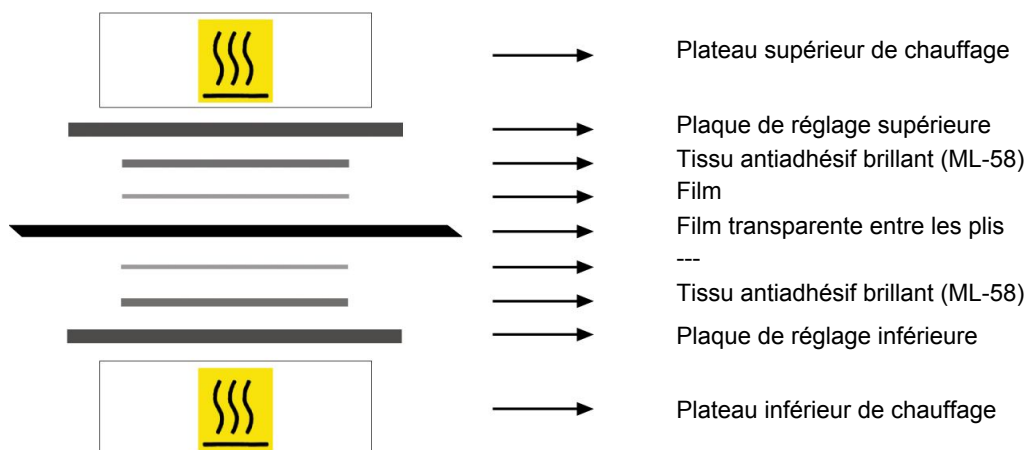 Plateau supérieur de chauffage
Plaque de réglage supérieure
Tissu antiadhésif brillant (ML-58)
Film
Film transparente entre les plis
---
Tissu antiadhésif brillant (ML-58)
Plaque de réglage inférieure
Plateau inférieur de chauffage